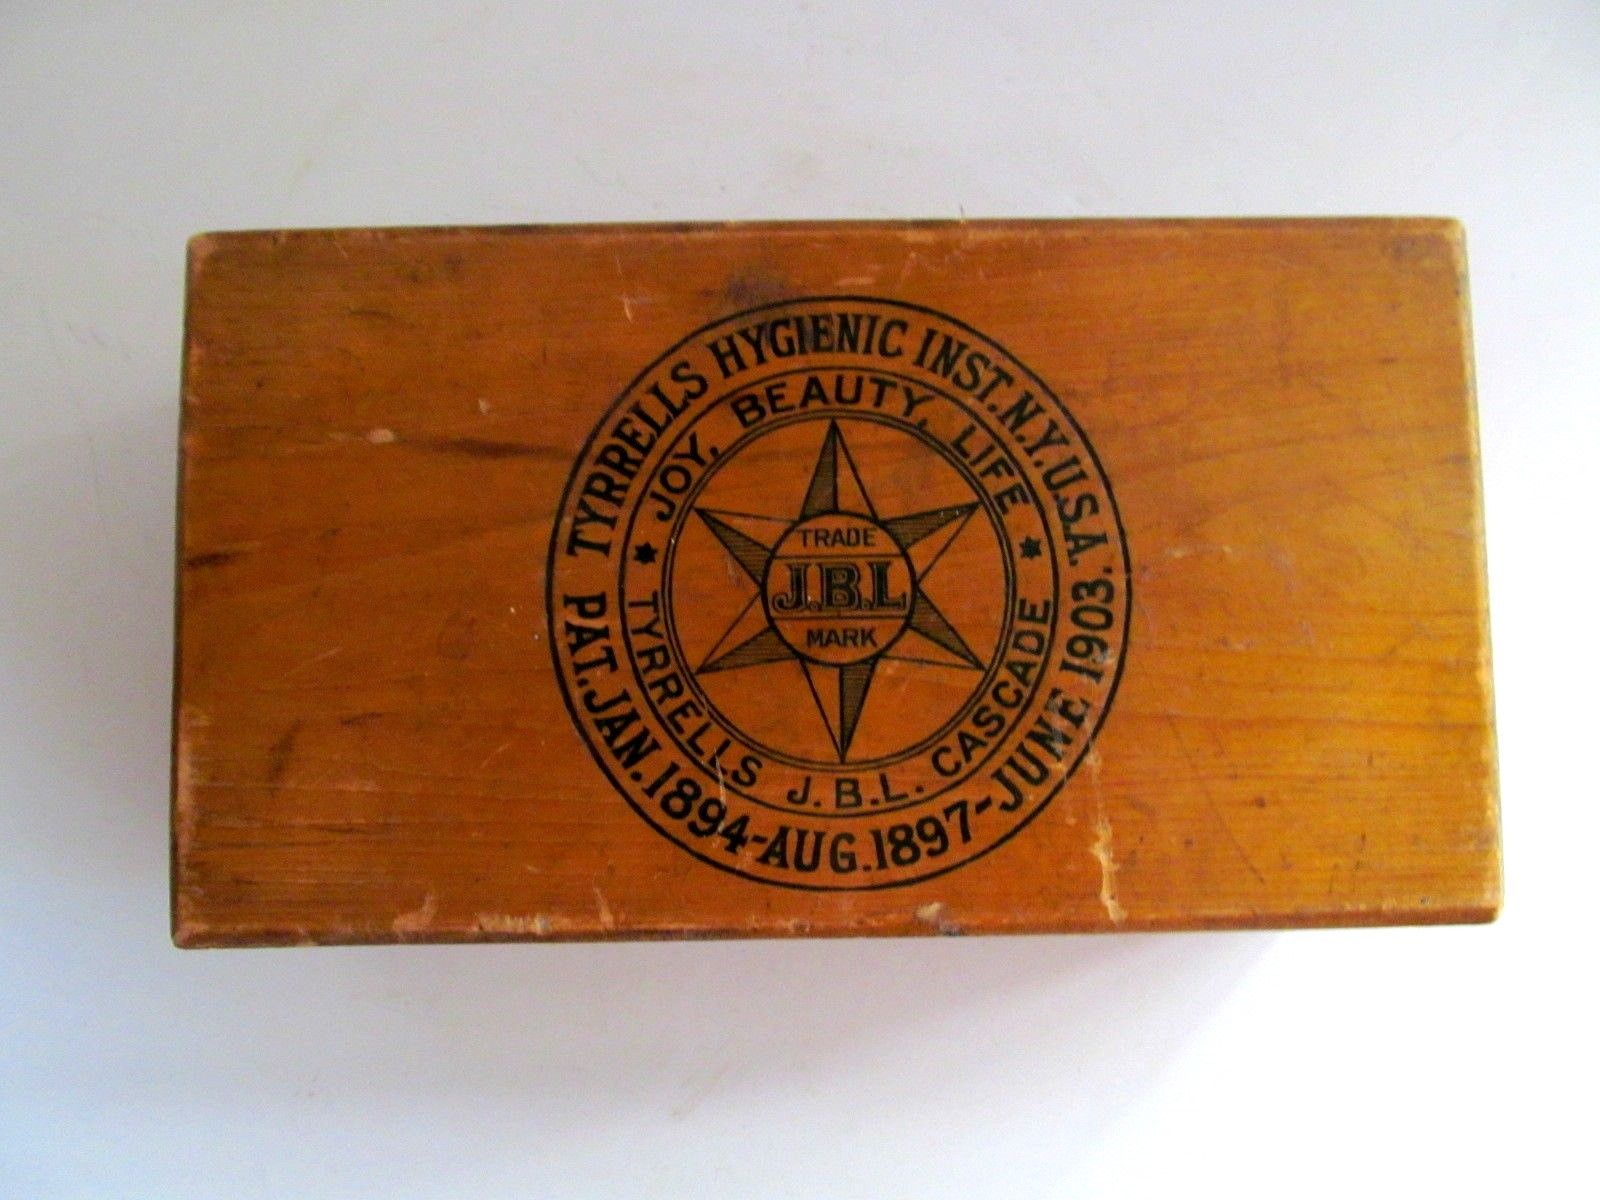 TYRRELLS HYGIENIC INST. N.Y. U.S.A.
PAT. JAN. 1894-AUG. 1897-JUNE 1903.
JOY, BEAUTY, LIFE
TYRRELLS J.B.L. CASCADE
TRADE
J.B.L
MARK